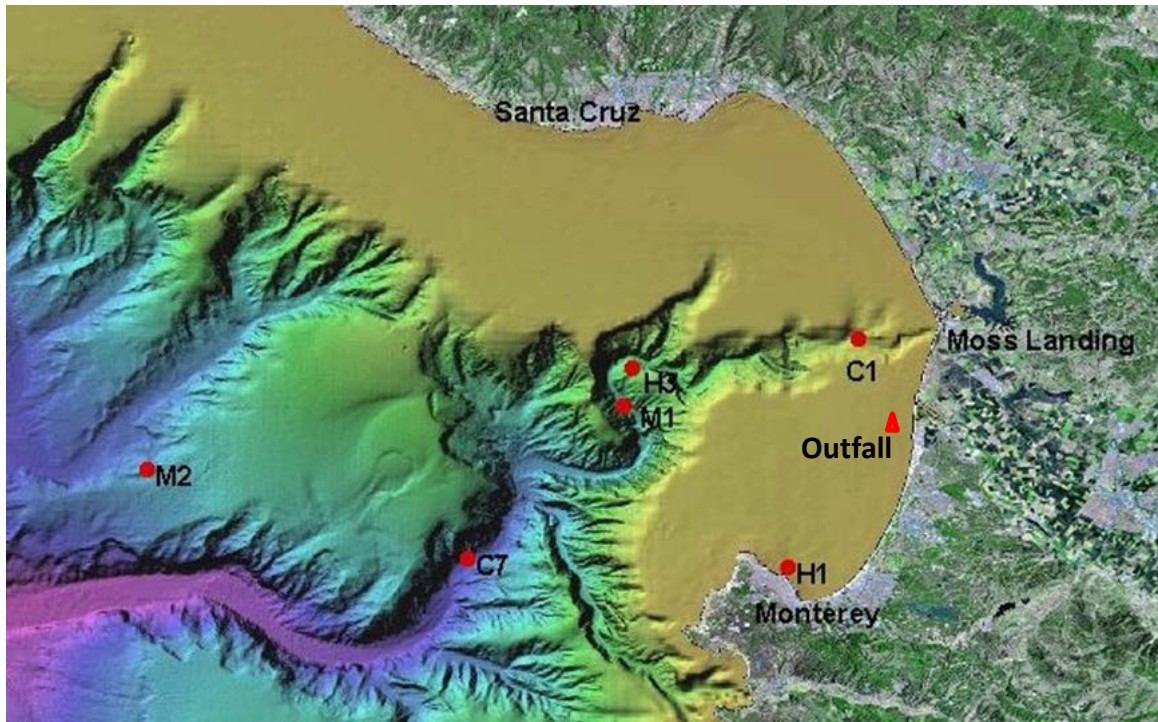 Santa Cruz
Moss Landing
C1
H3
M1
Outfall
M2
C7
H1
Monterey